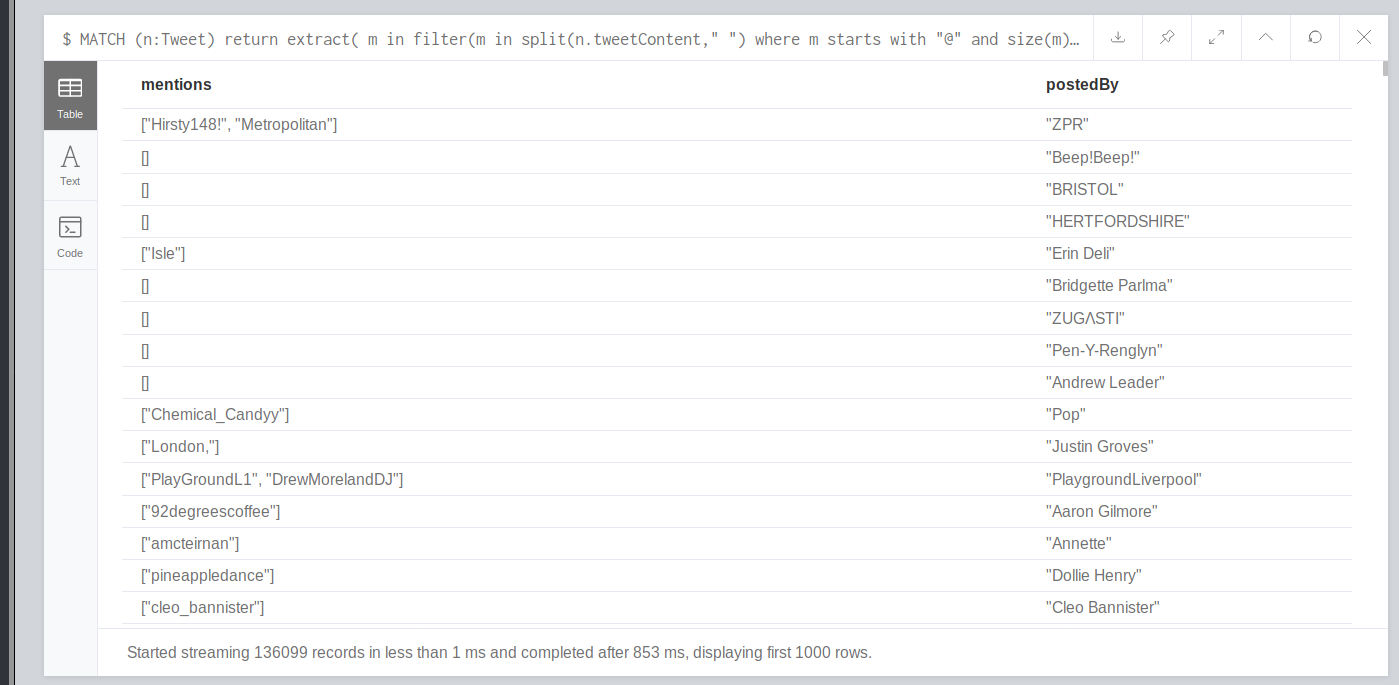 $ MATCH (n:Tweet) return extract( m in filter(m in split(n.tweetContent," ") where m starts with "@" and size(m)…
mentions postedBy
Table
["Hirsty148!", "Metropolitan"] "ZPR"
[] "Beep!Beep!"
Text
[] "BRISTOL"
[] "HERTFORDSHIRE"
Code
["Isle"] "Erin Deli"
[] "Bridgette Parlma"
[] "ZUGΛSTI"
[] "Pen-Y-Renglyn"
[] "Andrew Leader"
["Chemical_Candyy"] "Pop"
["London,"] "Justin Groves"
["PlayGroundL1", "DrewMorelandDJ"] "PlaygroundLiverpool"
["92degreescoffee"] "Aaron Gilmore"
["amcteirnan"] "Annette"
["pineappledance"] "Dollie Henry"
["cleo_bannister"] "Cleo Bannister"
Started streaming 136099 records in less than 1 ms and completed after 853 ms, displaying first 1000 rows.